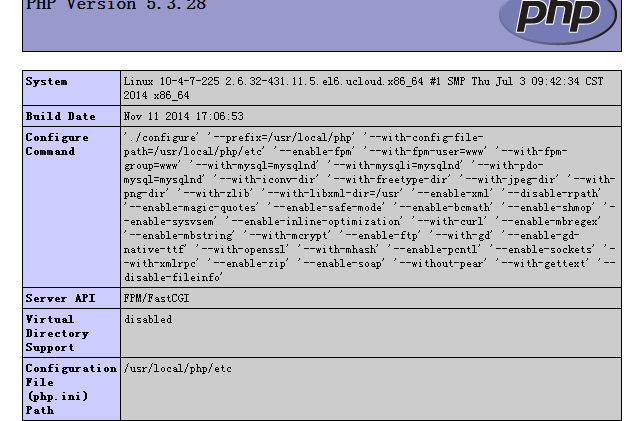 PHP Version 5.3.28
php
System
Linux 10-4-7-225 2.6.32-431.11.5.el6.ucloud.x86_64 #1 SMP Thu Jul 3 09:42:34 CST
2014 x86_64
Build Date
Nov 11 2014 17:06:53
Configure
Command
'./configure' '--prefix=/usr/local/php' '--with-config-file-
path=/usr/local/php/etc' '--enable-fpm' '--with-fpm-user=www' '--with-fpm-
group=www' '--with-mysql=mysqlnd' '--with-mysqli=mysqlnd' '--with-pdo-
mysql=mysqlnd' '--with-iconv-dir' '--with-freetype-dir' '--with-jpeg-dir' '--with-
png-dir' '--with-zlib' '--with-libxml-dir=/usr' '--enable-xml' '--disable-rpath'
'--enable-magic-quotes' '--enable-safe-mode' '--enable-bcmath' '--enable-shmop' '-
-enable-sysvsem' '--enable-inline-optimization' '--with-curl' '--enable-mbregex'
'--enable-mbstring' '--with-mcrypt' '--enable-ftp' '--with-gd' '--enable-gd-
native-ttf' '--with-openssl' '--with-mhash' '--enable-pcntl' '--enable-sockets' '-
-with-xmlrpc' '--enable-zip' '--enable-soap' '--without-pear' '--with-gettext' '--
disable-fileinfo'
Server API
FPM/FastCGI
Virtual
Directory
Support
disabled
Configuration
File
(php.ini)
Path
/usr/local/php/etc